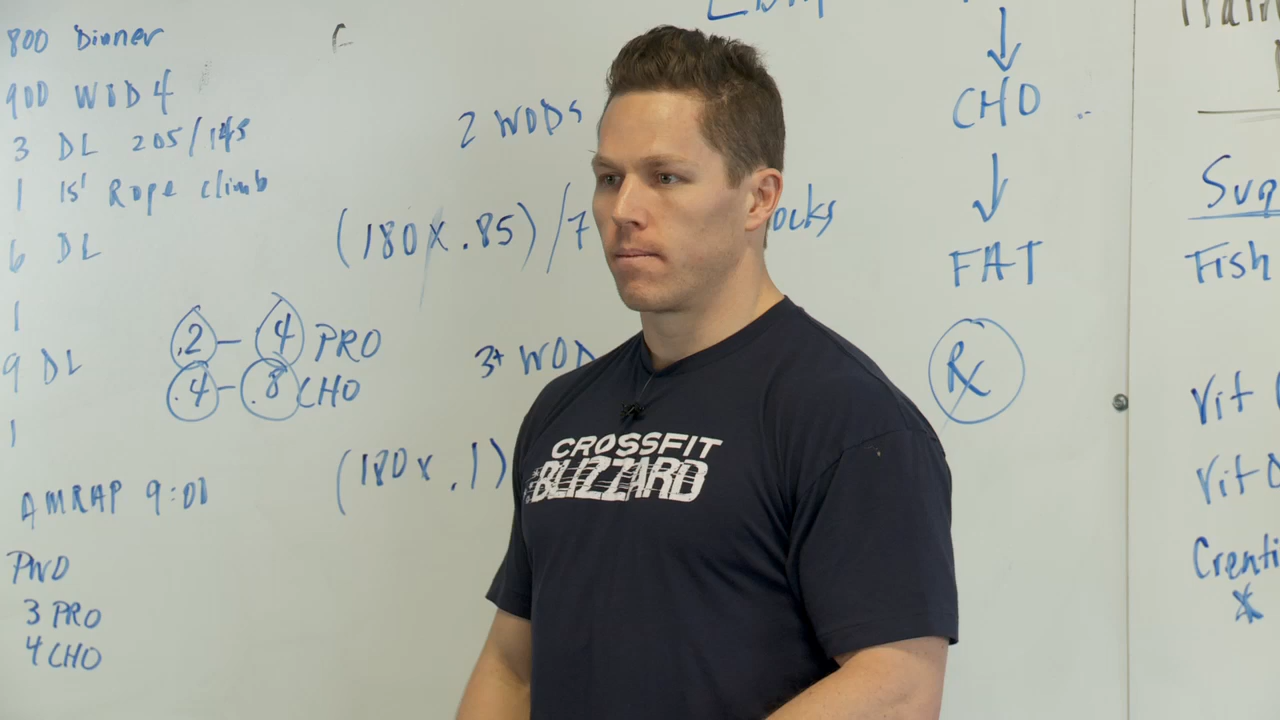 800 Dinner
900 WOD 4
3 DL 205/145
1 15' Rope climb
6 DL
1
9 DL
1
AMRAP 9:00
PWO
3 PRO
4 CHO
.2 - .4 PRO
.4 - .8 CHO
2 WODs
(180 x .85) / 7
ocks
3+ WOD
(180 x .1)
CROSSFIT
BLIZZARD
CHO
FAT
Rx
Train
Sup
Fish
Vit
Vit D
Creati